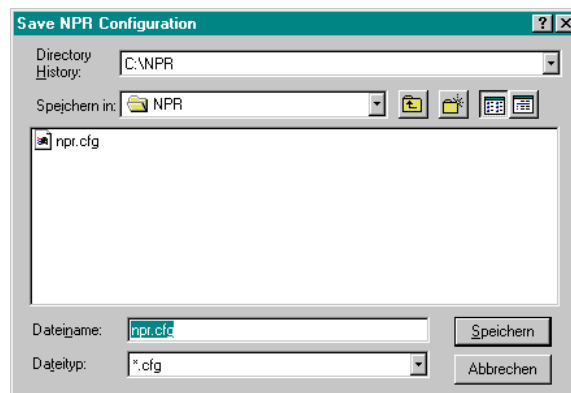 Save NPR Configuration
Directory
History:
C:\NPR
Speichern in:
NPR
npr.cfg
Dateiname:
npr.cfg
Speichern
Dateityp:
*.cfg
Abbrechen